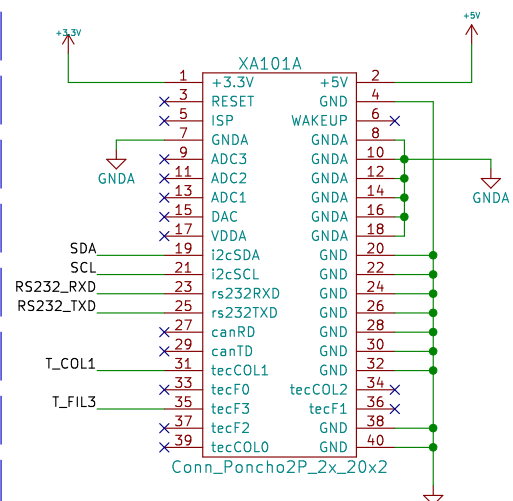 +3.3V +5V
XA101A
1 +3.3V +5V 2
3 RESET GND 4
5 ISP WAKEUP 6
7 GNDA GNDA 8
9 ADC3 GNDA 10
GNDA 11 ADC2 GNDA 12
13 ADC1 GNDA 14 GNDA
15 DAC GNDA 16
17 VDDA GNDA 18
SDA 19 i2cSDA GND 20
SCL 21 i2cSCL GND 22
RS232_RXD 23 rs232RXD GND 24
RS232_TXD 25 rs232TXD GND 26
27 canRD GND 28
29 canTD GND 30
T_COL1 31 tecCOL1 GND 32
33 tecF0 tecCOL2 34
T_FIL3 35 tecF3 tecF1 36
37 tecF2 GND 38
39 tecCOL0 GND 40
Conn_Poncho2P_2x_20x2